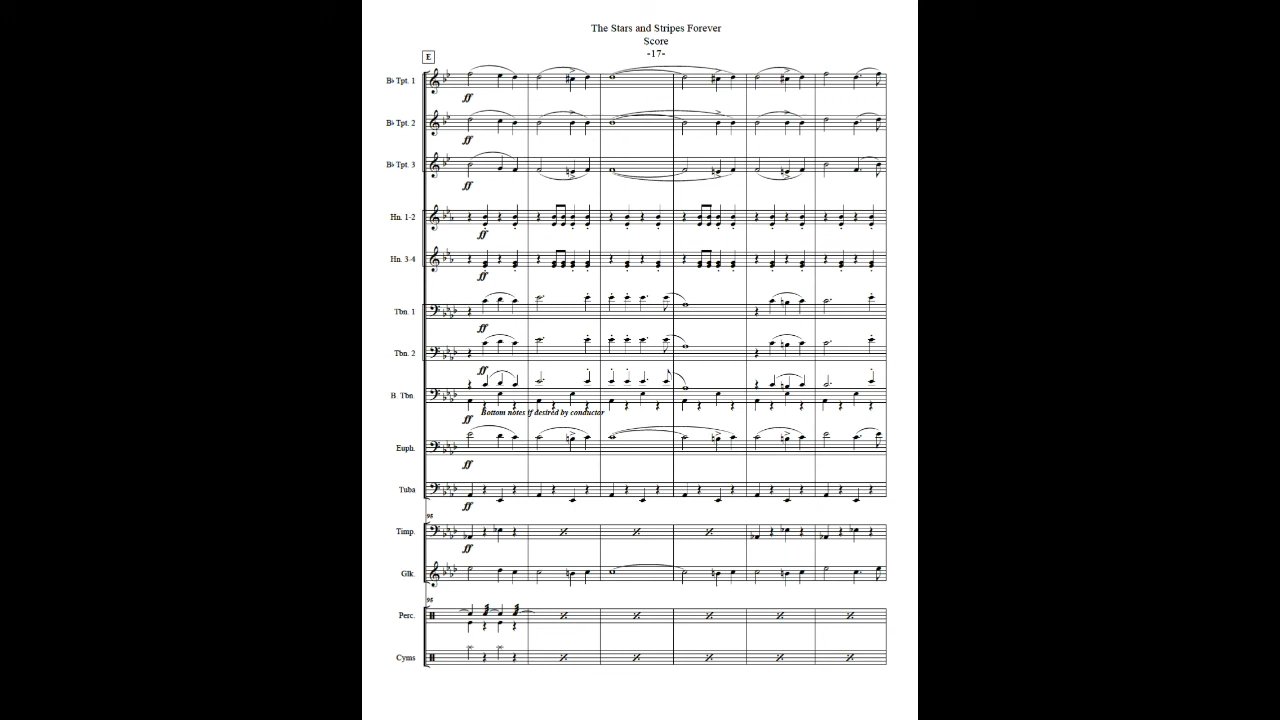 The Stars and Stripes Forever
Score
-17-
E
B♭ Tpt. 1
ff
B♭ Tpt. 2
ff
B♭ Tpt. 3
ff
Hn. 1-2
ff
Hn. 3-4
ff
Tbn. 1
ff
Tbn. 2
ff
B Tbn.
ff
Bottom notes if desired by conductor
Euph.
ff
Tuba
ff
95
Timp.
ff
Glk.
95
Perc.
Cyms